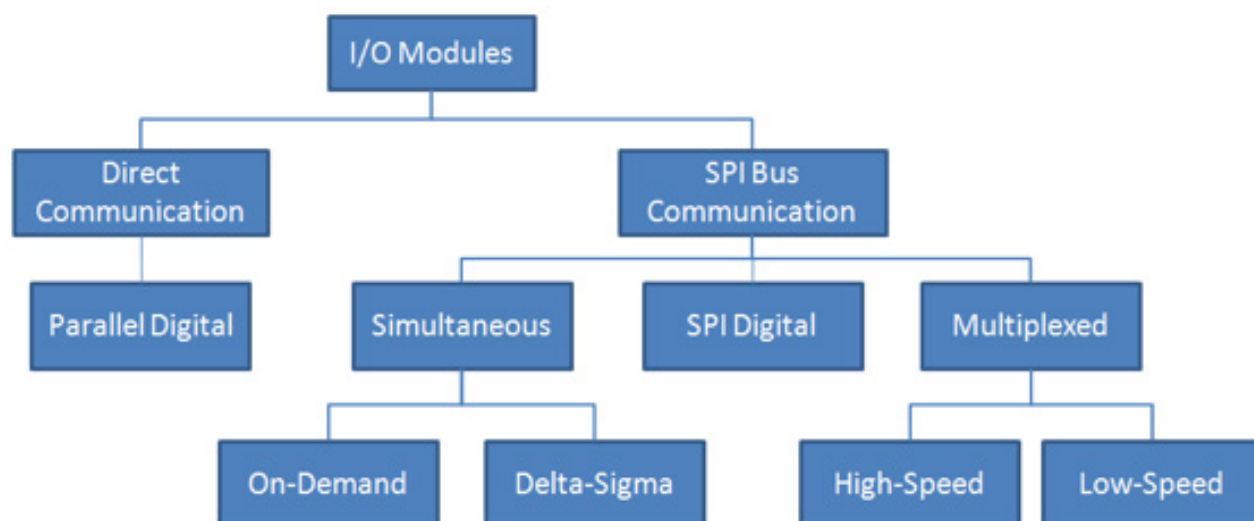 I/O Modules
Direct
Communication
SPI Bus
Communication
Parallel Digital
Simultaneous
SPI Digital
Multiplexed
On-Demand
Delta-Sigma
High-Speed
Low-Speed